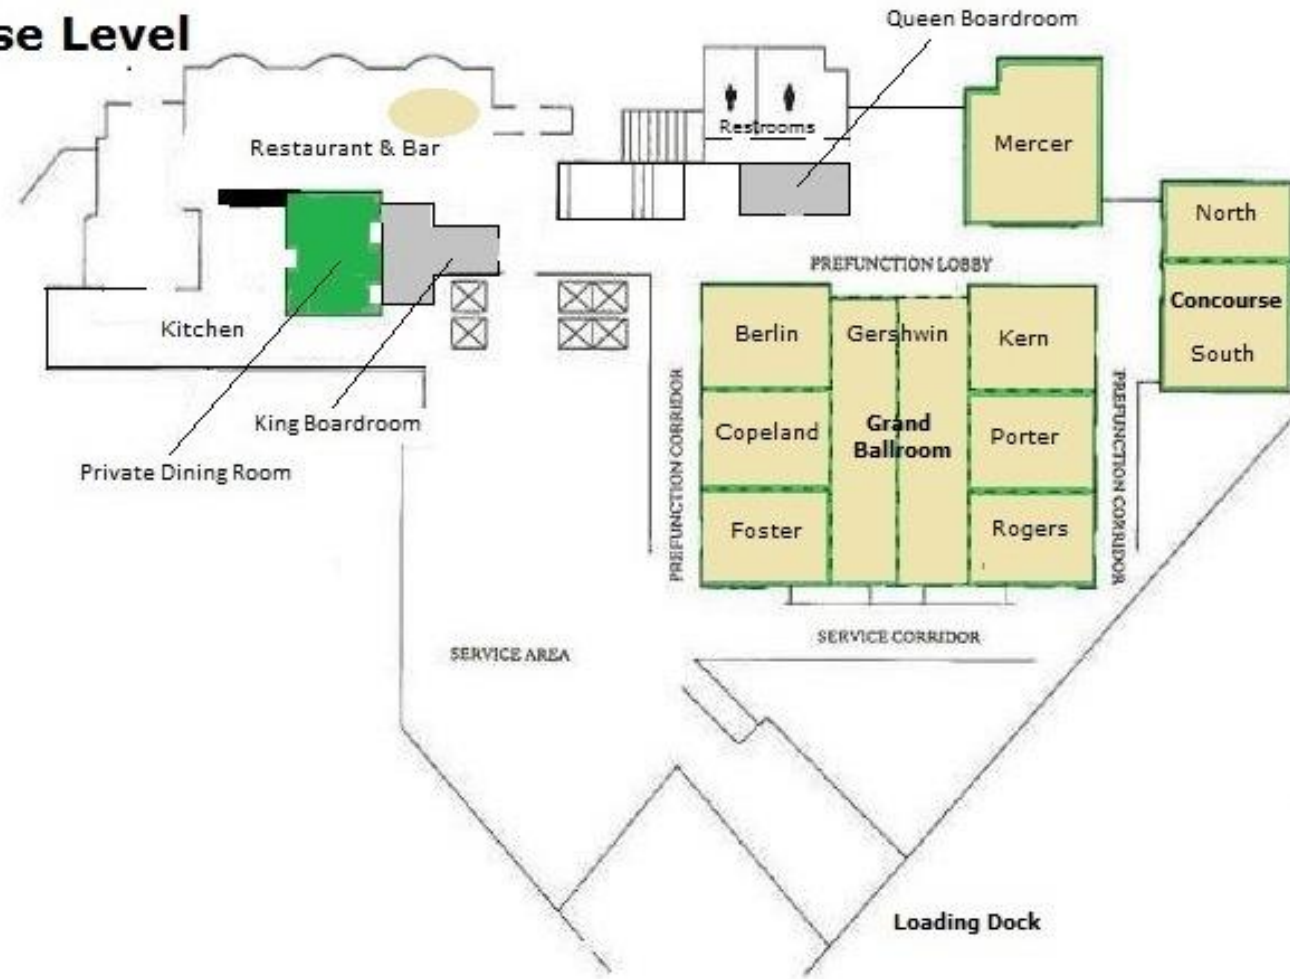 se Level
Queen Boardroom
Restrooms
Restaurant & Bar
Mercer
North
PREFUNCTION LOBBY
Concourse
South
Kitchen
Berlin
Gershwin
Kern
King Boardroom
Private Dining Room
PREFUNCTION CORRIDOR
Copeland
Grand
Ballroom
Porter
PREFUNCTION CORRIDOR
Foster
Rogers
SERVICE AREA
SERVICE CORRIDOR
Loading Dock